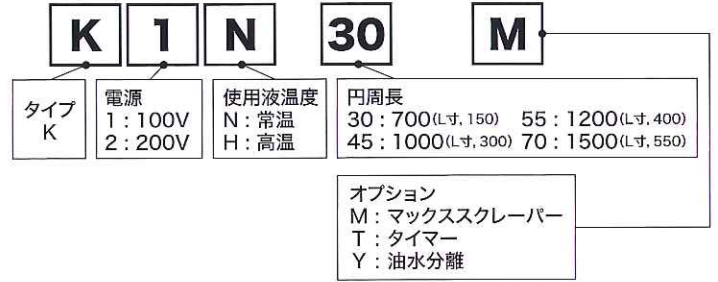 K 1 N 30 M
タイプ
K
電源
1：100V
2：200V
使用液温度
N：常温
H：高温
円周長
30：700(L寸, 150) 55：1200(L寸, 400)
45：1000(L寸, 300) 70：1500(L寸, 550)
オプション
M：マックススクレーパー
T：タイマー
Y：油水分離